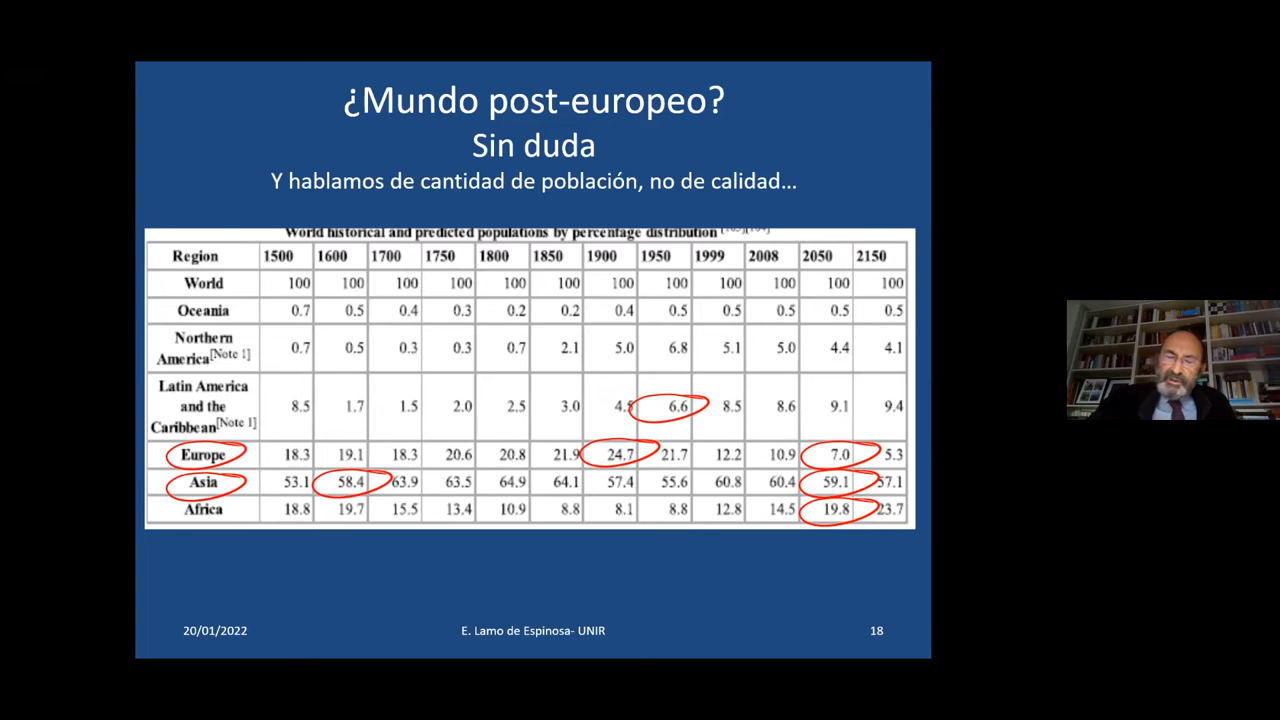 ¿Mundo post-europeo?
Sin duda
Y hablamos de cantidad de población, no de calidad...
World historical and predicted populations by percentage distribution
Region 1500 1600 1700 1750 1800 1850 1900 1950 1999 2008 2050 2150
World 100 100 100 100 100 100 100 100 100 100 100 100
Oceania 0.7 0.5 0.4 0.3 0.2 0.2 0.4 0.5 0.5 0.5 0.5 0.5
Northern
America[Note 1] 0.7 0.5 0.3 0.3 0.7 2.1 5.0 6.8 5.1 5.0 4.4 4.1
Latin America
and the
Caribbean[Note 1] 8.5 1.7 1.5 2.0 2.5 3.0 4.5 6.6 8.5 8.6 9.1 9.4
Europe 18.3 19.1 18.3 20.6 20.8 21.9 24.7 21.7 12.2 10.9 7.0 5.3
Asia 53.1 58.4 63.9 63.5 64.9 64.1 57.4 55.6 60.8 60.4 59.1 57.1
Africa 18.8 19.7 15.5 13.4 10.9 8.8 8.1 8.8 12.8 14.5 19.8 23.7
20/01/2022 E. Lamo de Espinosa- UNIR 18